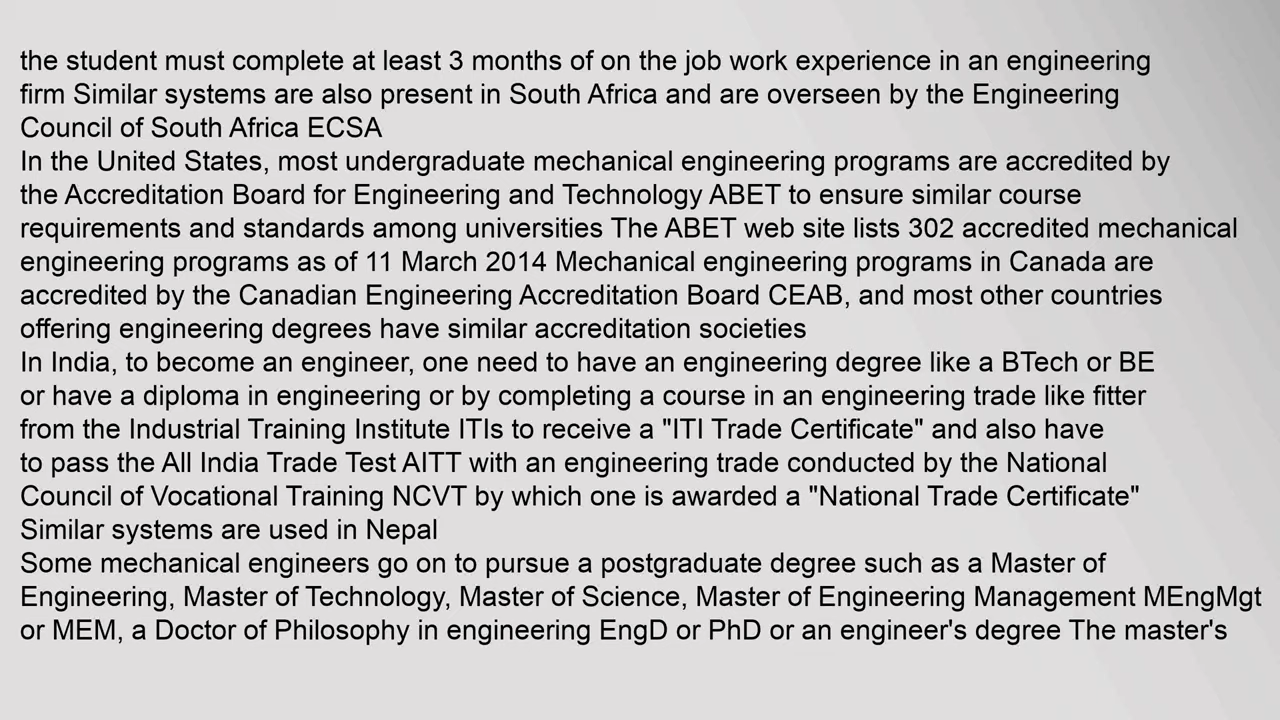 the student must complete at least 3 months of on the job work experience in an engineering
firm Similar systems are also present in South Africa and are overseen by the Engineering
Council of South Africa ECSA
In the United States, most undergraduate mechanical engineering programs are accredited by
the Accreditation Board for Engineering and Technology ABET to ensure similar course
requirements and standards among universities The ABET web site lists 302 accredited mechanical
engineering programs as of 11 March 2014 Mechanical engineering programs in Canada are
accredited by the Canadian Engineering Accreditation Board CEAB, and most other countries
offering engineering degrees have similar accreditation societies
In India, to become an engineer, one need to have an engineering degree like a BTech or BE
or have a diploma in engineering or by completing a course in an engineering trade like fitter
from the Industrial Training Institute ITIs to receive a "ITI Trade Certificate" and also have
to pass the All India Trade Test AITT with an engineering trade conducted by the National
Council of Vocational Training NCVT by which one is awarded a "National Trade Certificate"
Similar systems are used in Nepal
Some mechanical engineers go on to pursue a postgraduate degree such as a Master of
Engineering, Master of Technology, Master of Science, Master of Engineering Management MEngMgt
or MEM, a Doctor of Philosophy in engineering EngD or PhD or an engineer's degree The master's